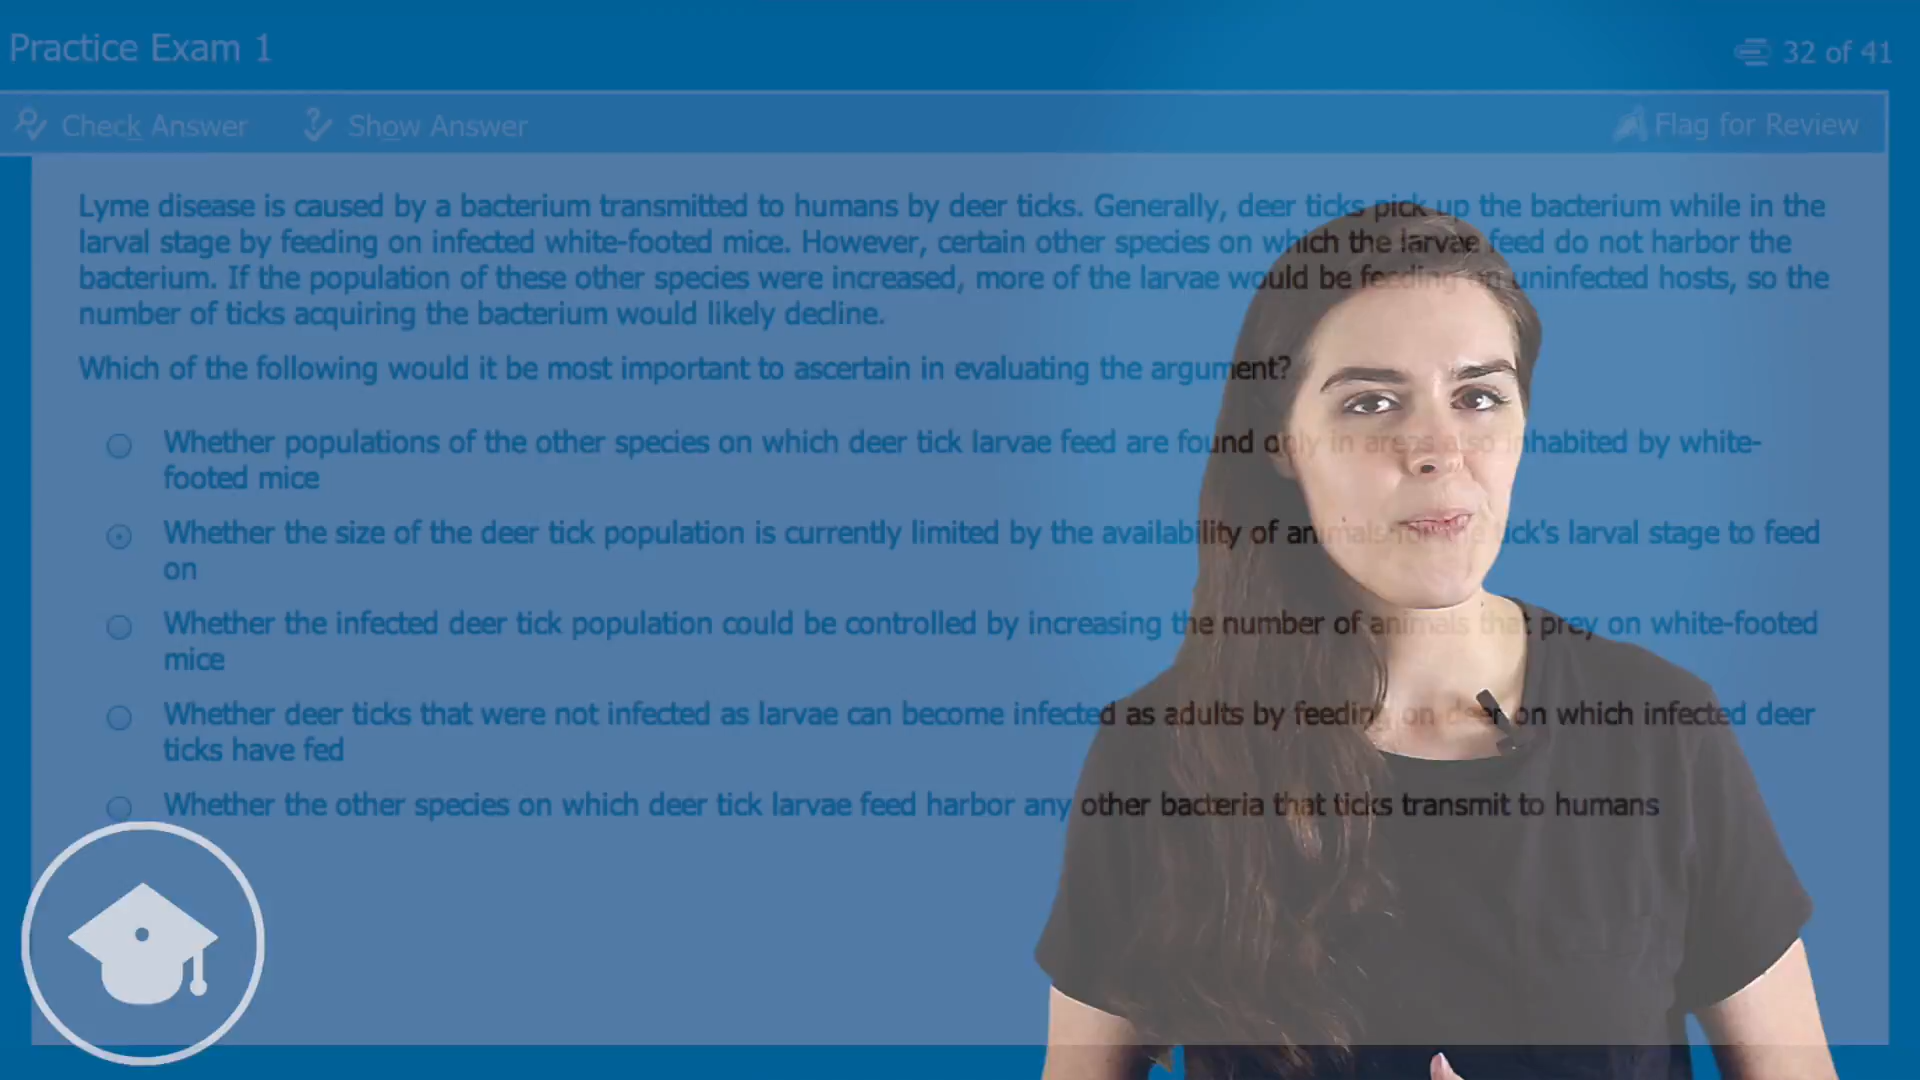 Practice Exam 1
32 of 41
Check Answer
Show Answer
Flag for Review
Lyme disease is caused by a bacterium transmitted to humans by deer ticks. Generally, deer ticks pick up the bacterium while in the
larval stage by feeding on infected white-footed mice. However, certain other species on which the larvae feed do not harbor the
bacterium. If the population of these other species were increased, more of the larvae would be feeding on uninfected hosts, so the
number of ticks acquiring the bacterium would likely decline.
Which of the following would it be most important to ascertain in evaluating the argument?
Whether populations of the other species on which deer tick larvae feed are found only in areas also inhabited by white-
footed mice
Whether the size of the deer tick population is currently limited by the availability of animals for the tick's larval stage to feed
on
Whether the infected deer tick population could be controlled by increasing the number of animals that prey on white-footed
mice
Whether deer ticks that were not infected as larvae can become infected as adults by feeding on deer on which infected deer
ticks have fed
Whether the other species on which deer tick larvae feed harbor any other bacteria that ticks transmit to humans